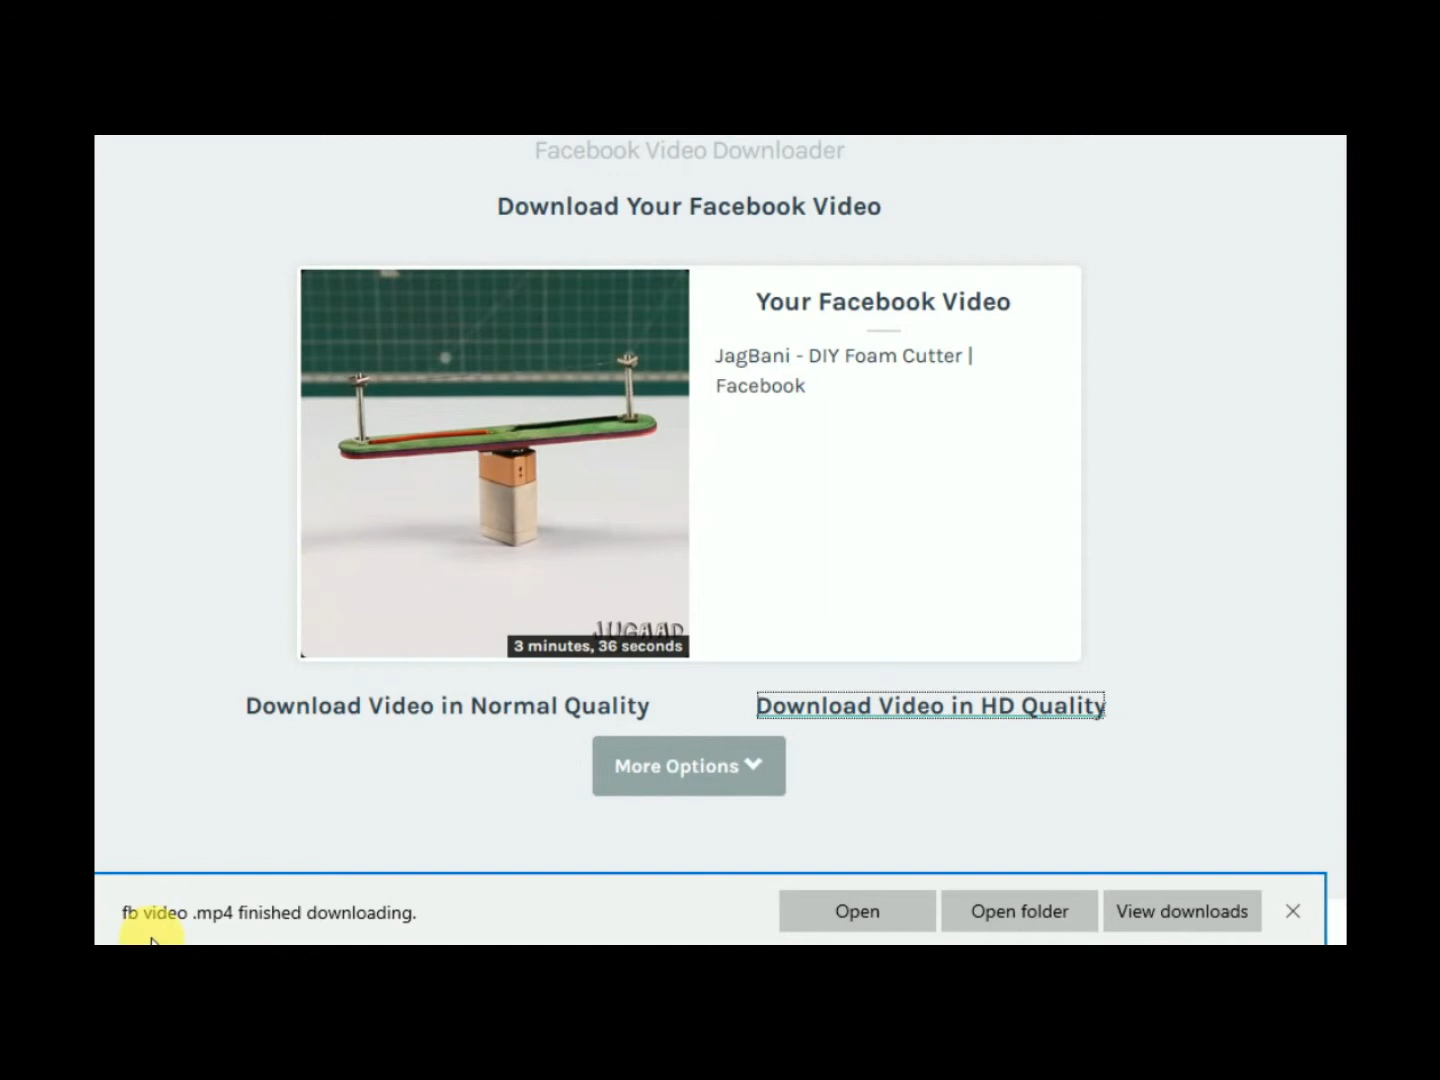 Facebook Video Downloader
Download Your Facebook Video
Your Facebook Video
JagBani - DIY Foam Cutter |
Facebook
JUGAAD
3 minutes, 36 seconds
Download Video in Normal Quality
Download Video in HD Quality
More Options
fb video .mp4 finished downloading.
Open
Open folder
View downloads